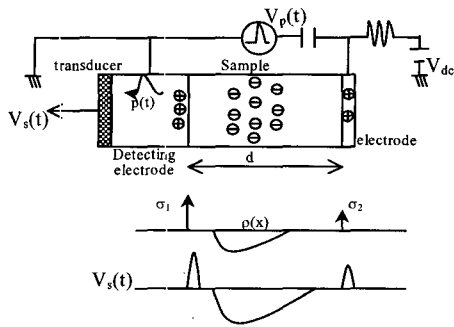 Vp(t)
transducer
Sample
Vdc
p(t)
Vs(t)
Detecting
electrode
d
electrode
σ1
ρ(x)
σ2
Vs(t)